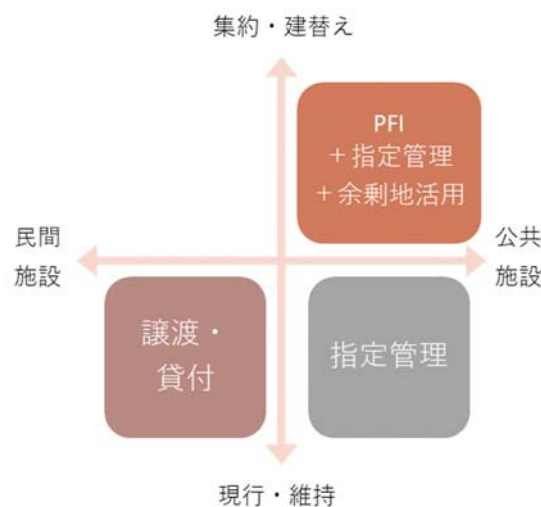 集約・建替え
PFI
＋指定管理
＋余剰地活用
民間
施設
公共
施設
譲渡・
貸付
指定管理
現行・維持